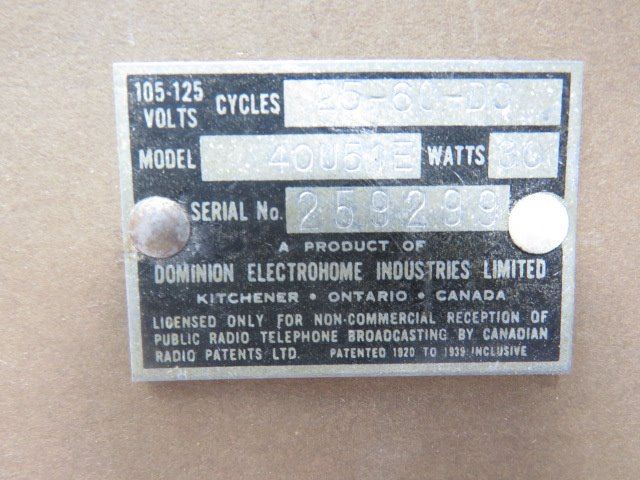 105-125 VOLTS CYCLES 25-60-DC
MODEL 40U51E WATTS 30
SERIAL No. 259299
A PRODUCT OF
DOMINION ELECTROHOME INDUSTRIES LIMITED
KITCHENER • ONTARIO • CANADA
LICENSED ONLY FOR NON-COMMERCIAL RECEPTION OF
PUBLIC RADIO TELEPHONE BROADCASTING BY CANADIAN
RADIO PATENTS LTD. PATENTED 1920 TO 1939 INCLUSIVE